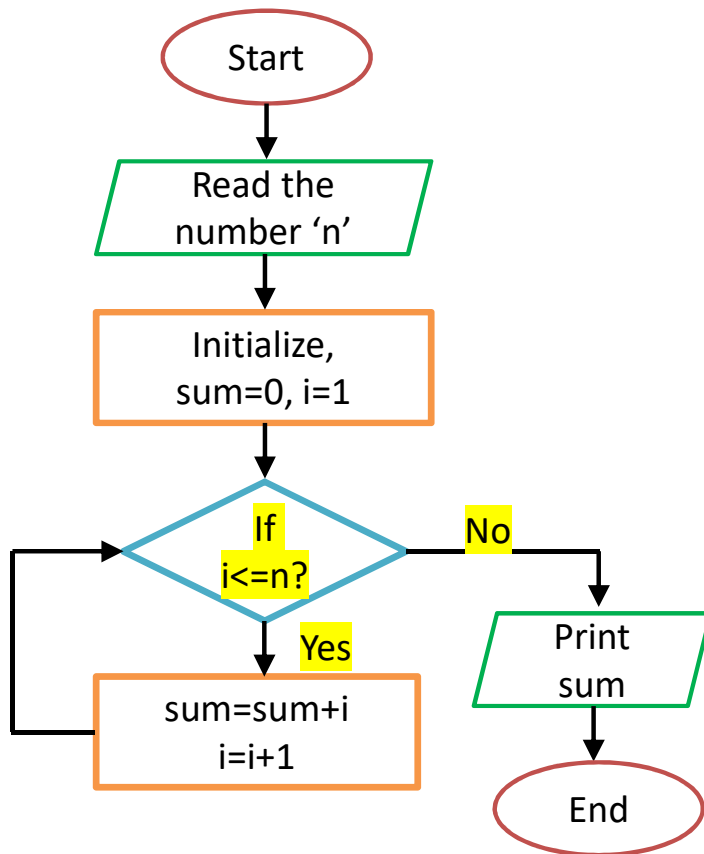 Start
Read the
number ‘n’
Initialize,
sum=0, i=1
If
i<=n?
No
Yes
sum=sum+i
i=i+1
Print
sum
End